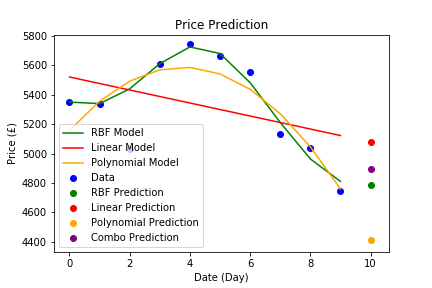 Price Prediction
Price (£)
5800
5600
5400
5200
5000
4800
4600
4400
RBF Model
Linear Model
Polynomial Model
Data
RBF Prediction
Linear Prediction
Polynomial Prediction
Combo Prediction
0 2 4 6 8 10
Date (Day)